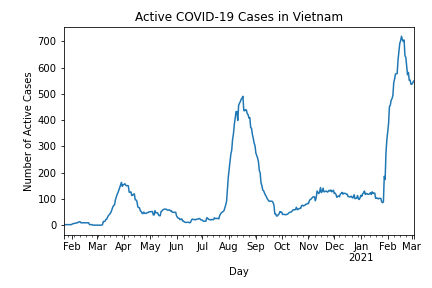 Active COVID-19 Cases in Vietnam
Number of Active Cases
700
600
500
400
300
200
100
0
Feb Mar Apr May Jun Jul Aug Sep Oct Nov Dec Jan Feb Mar
2021
Day